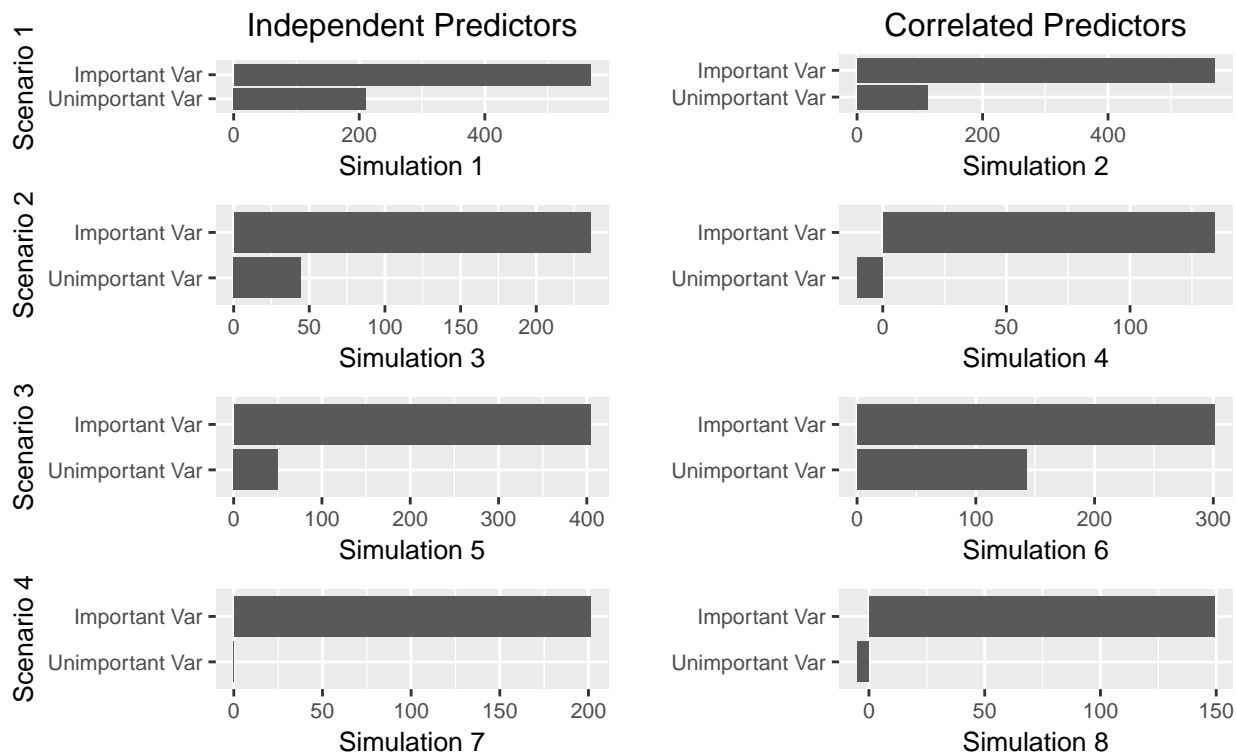 Independent Predictors
Correlated Predictors
Scenario 1
Important Var
Unimportant Var
0 200 400
Simulation 1
Important Var
Unimportant Var
0 200 400
Simulation 2
Scenario 2
Important Var
Unimportant Var
0 50 100 150 200
Simulation 3
Important Var
Unimportant Var
0 50 100
Simulation 4
Scenario 3
Important Var
Unimportant Var
0 100 200 300 400
Simulation 5
Important Var
Unimportant Var
0 100 200 300
Simulation 6
Scenario 4
Important Var
Unimportant Var
0 50 100 150 200
Simulation 7
Important Var
Unimportant Var
0 50 100 150
Simulation 8